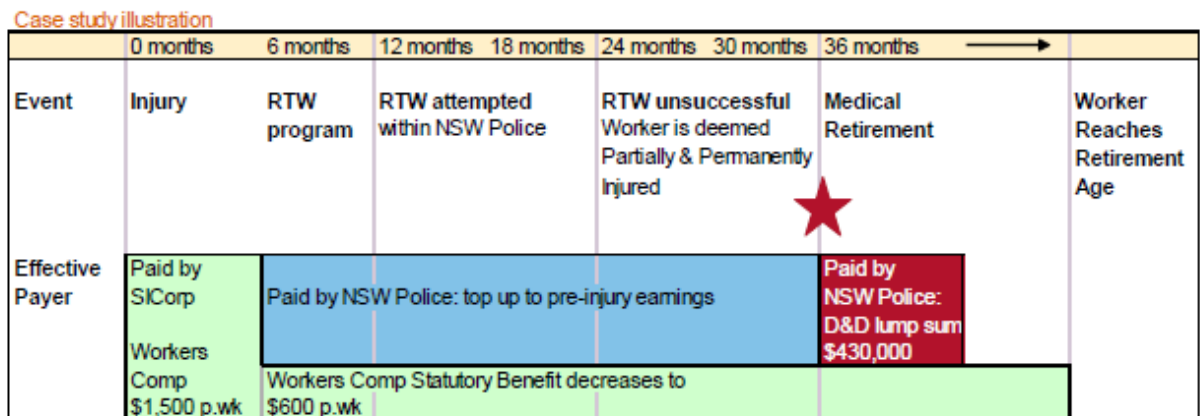 Case study illustration
0 months 6 months 12 months 18 months 24 months 30 months 36 months
Event Injury RTW program RTW attempted within NSW Police RTW unsuccessful Worker is deemed Partially & Permanently Injured Medical Retirement Worker Reaches Retirement Age
Effective Payer
Paid by
SICorp
Workers
Comp
$1,500 p.wk
Paid by NSW Police: top up to pre-injury earnings
Paid by
NSW Police:
D&D lump sum
$430,000
Workers Comp Statutory Benefit decreases to
$600 p.wk